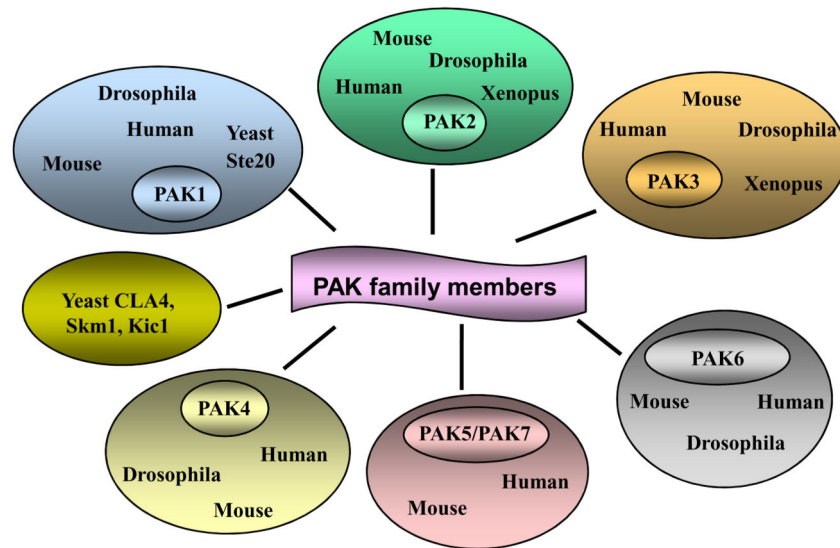 Drosophila
Human
Yeast
Ste20
Mouse
PAK1
Mouse
Drosophila
Human
Xenopus
PAK2
Mouse
Human
Drosophila
PAK3
Xenopus
PAK family members
Yeast CLA4,
Skm1, Kic1
PAK4
Human
Drosophila
Mouse
PAK5/PAK7
Human
Mouse
PAK6
Mouse
Human
Drosophila